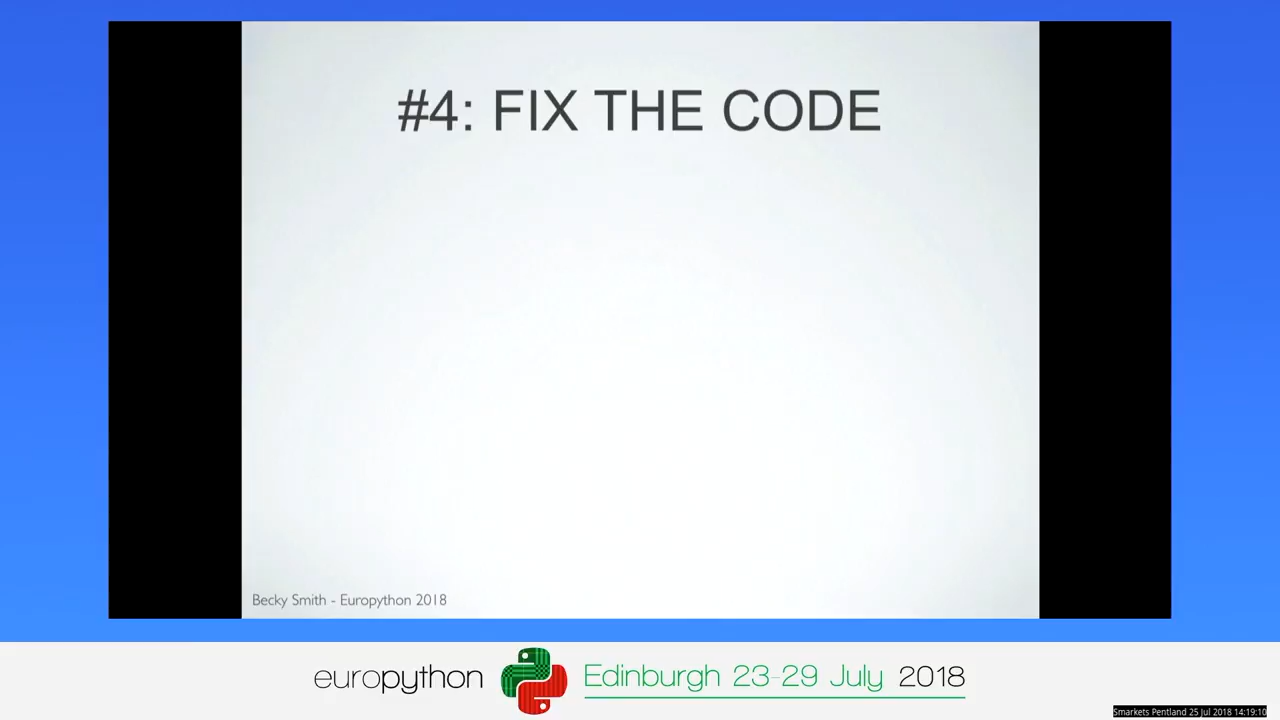 #4: FIX THE CODE
Becky Smith - Europython 2018
europython Edinburgh 23-29 July 2018
Smarkets Pentland 25 Jul 2018 14:19:10